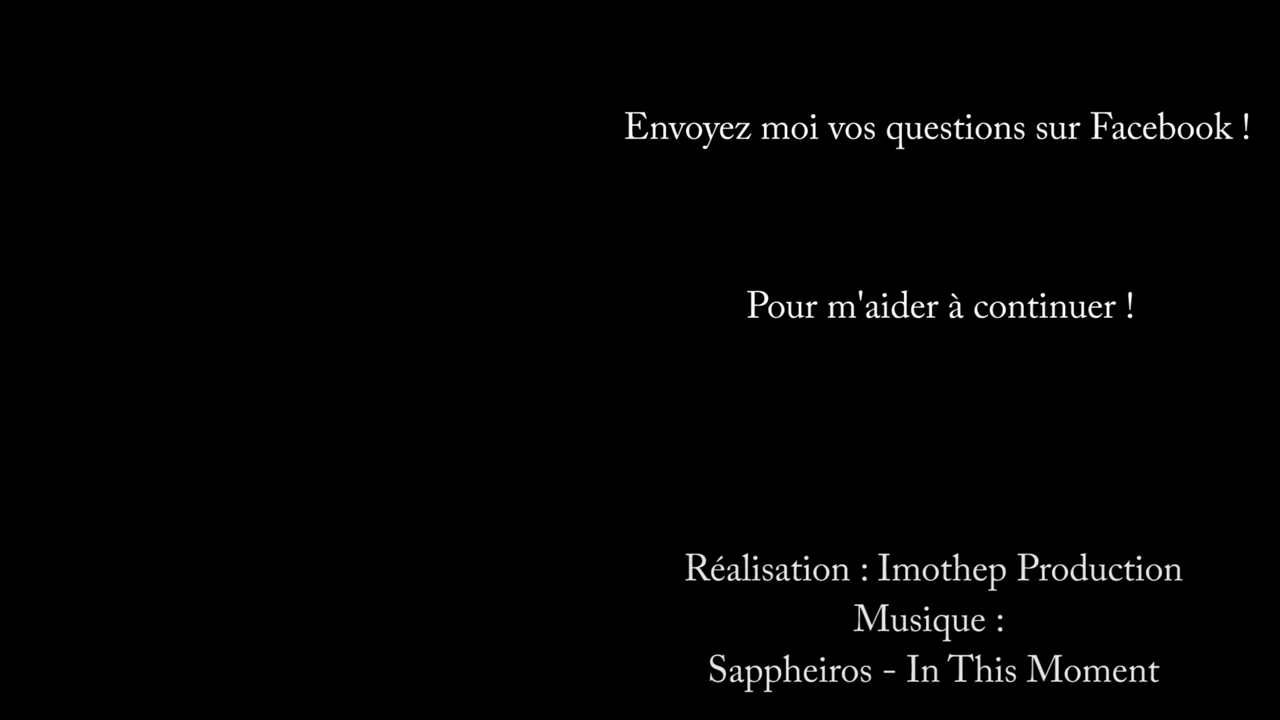 Envoyez moi vos questions sur Facebook !
Pour m'aider à continuer !
Réalisation : Imothep Production
Musique :
Sappheiros - In This Moment